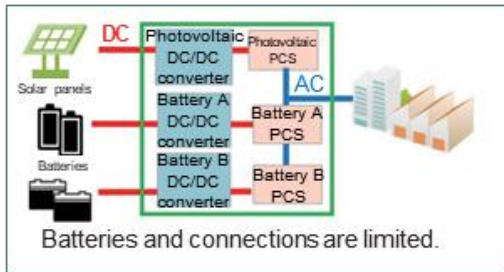 DC
Photovoltaic
DC/DC
converter
Photovoltaic
PCS
Solar panels
AC
Battery A
DC/DC
converter
Battery A
PCS
Batteries
Battery B
DC/DC
converter
Battery B
PCS
Batteries and connections are limited.